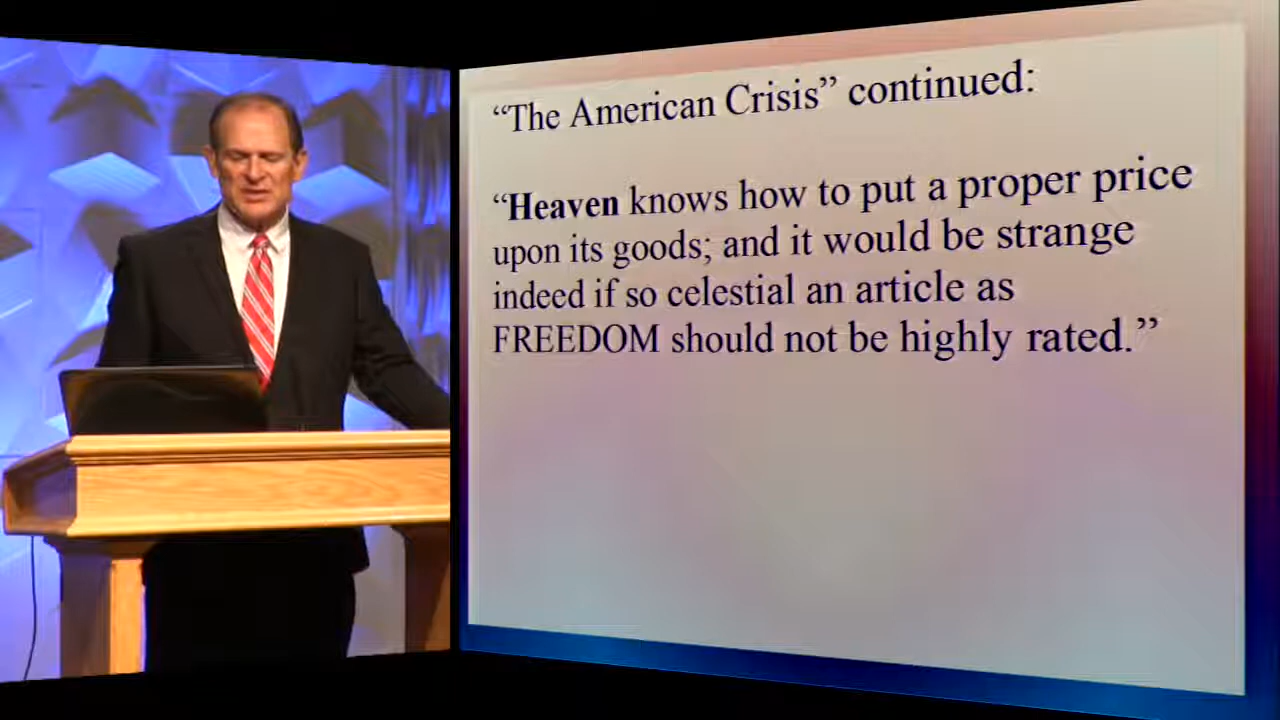 “The American Crisis” continued:
“Heaven knows how to put a proper price
upon its goods; and it would be strange
indeed if so celestial an article as
FREEDOM should not be highly rated.”